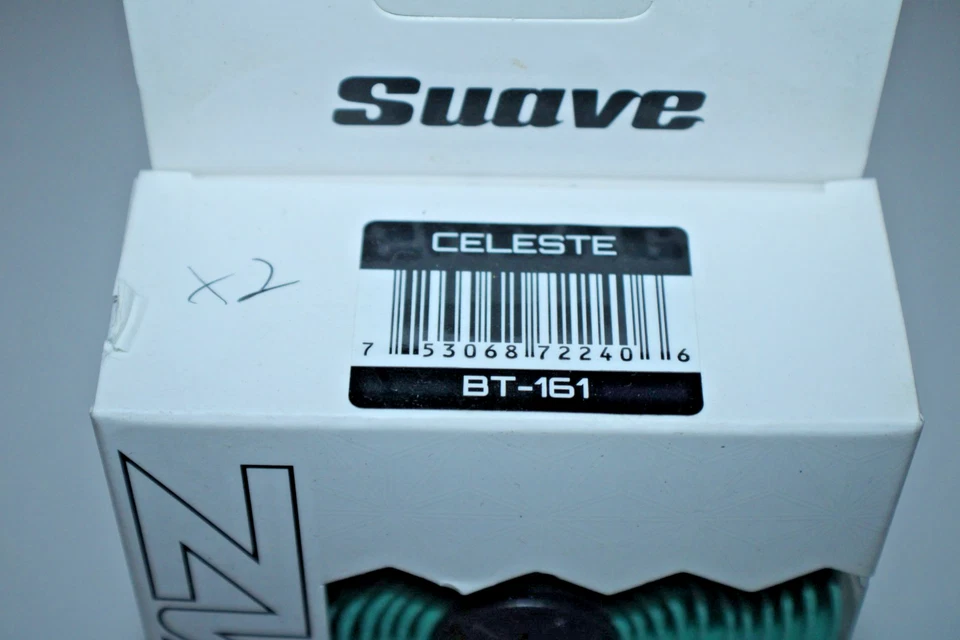 Suave
x2
CELESTE
7 53068 72240 6
BT-161